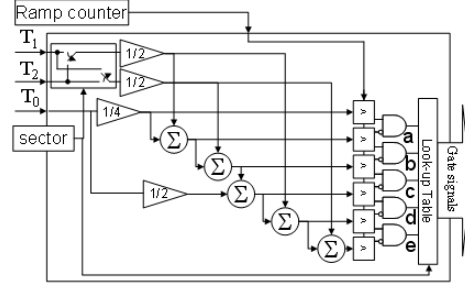 Ramp counter
T1
T2
T0
sector
1/2
1/2
1/4
1/2
Σ
Σ
Σ
Σ
Σ
a
b
c
d
e
Look-up Table
Gate signals